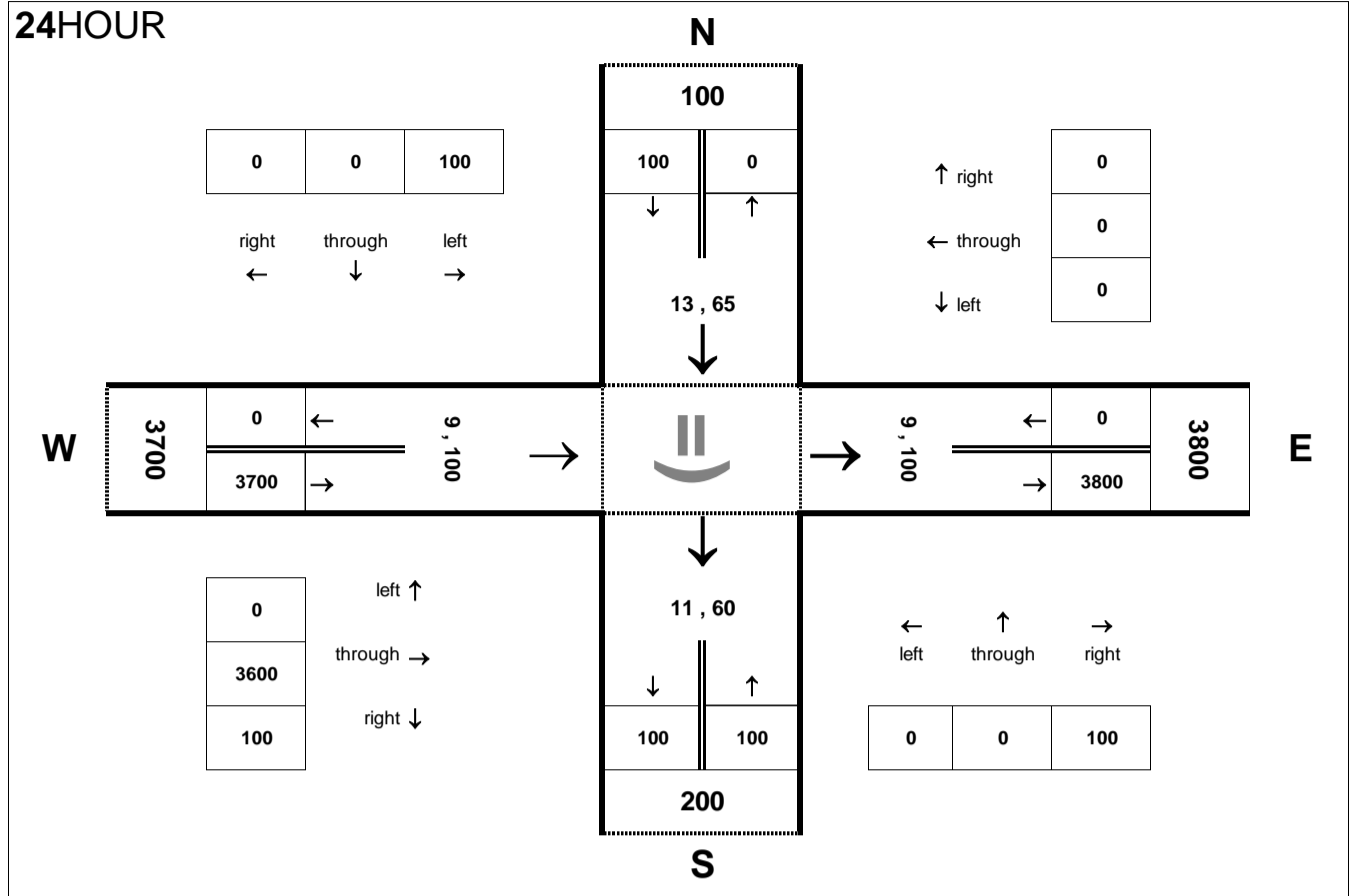 24HOUR
N
100
0 0 100
100 0
0
↑ right
right through left
← ↓ →
↓ ↑
0
← through
0
↓ left
13 , 65
↓
W
3700
0 ←
3700 →
9 , 100
→
→
9 , 100
← 0
→ 3800
3800
E
↓
0
left ↑
3600
through →
100
right ↓
11 , 60
↓ ↑
100 100
200
← ↑ →
left through right
0 0 100
S